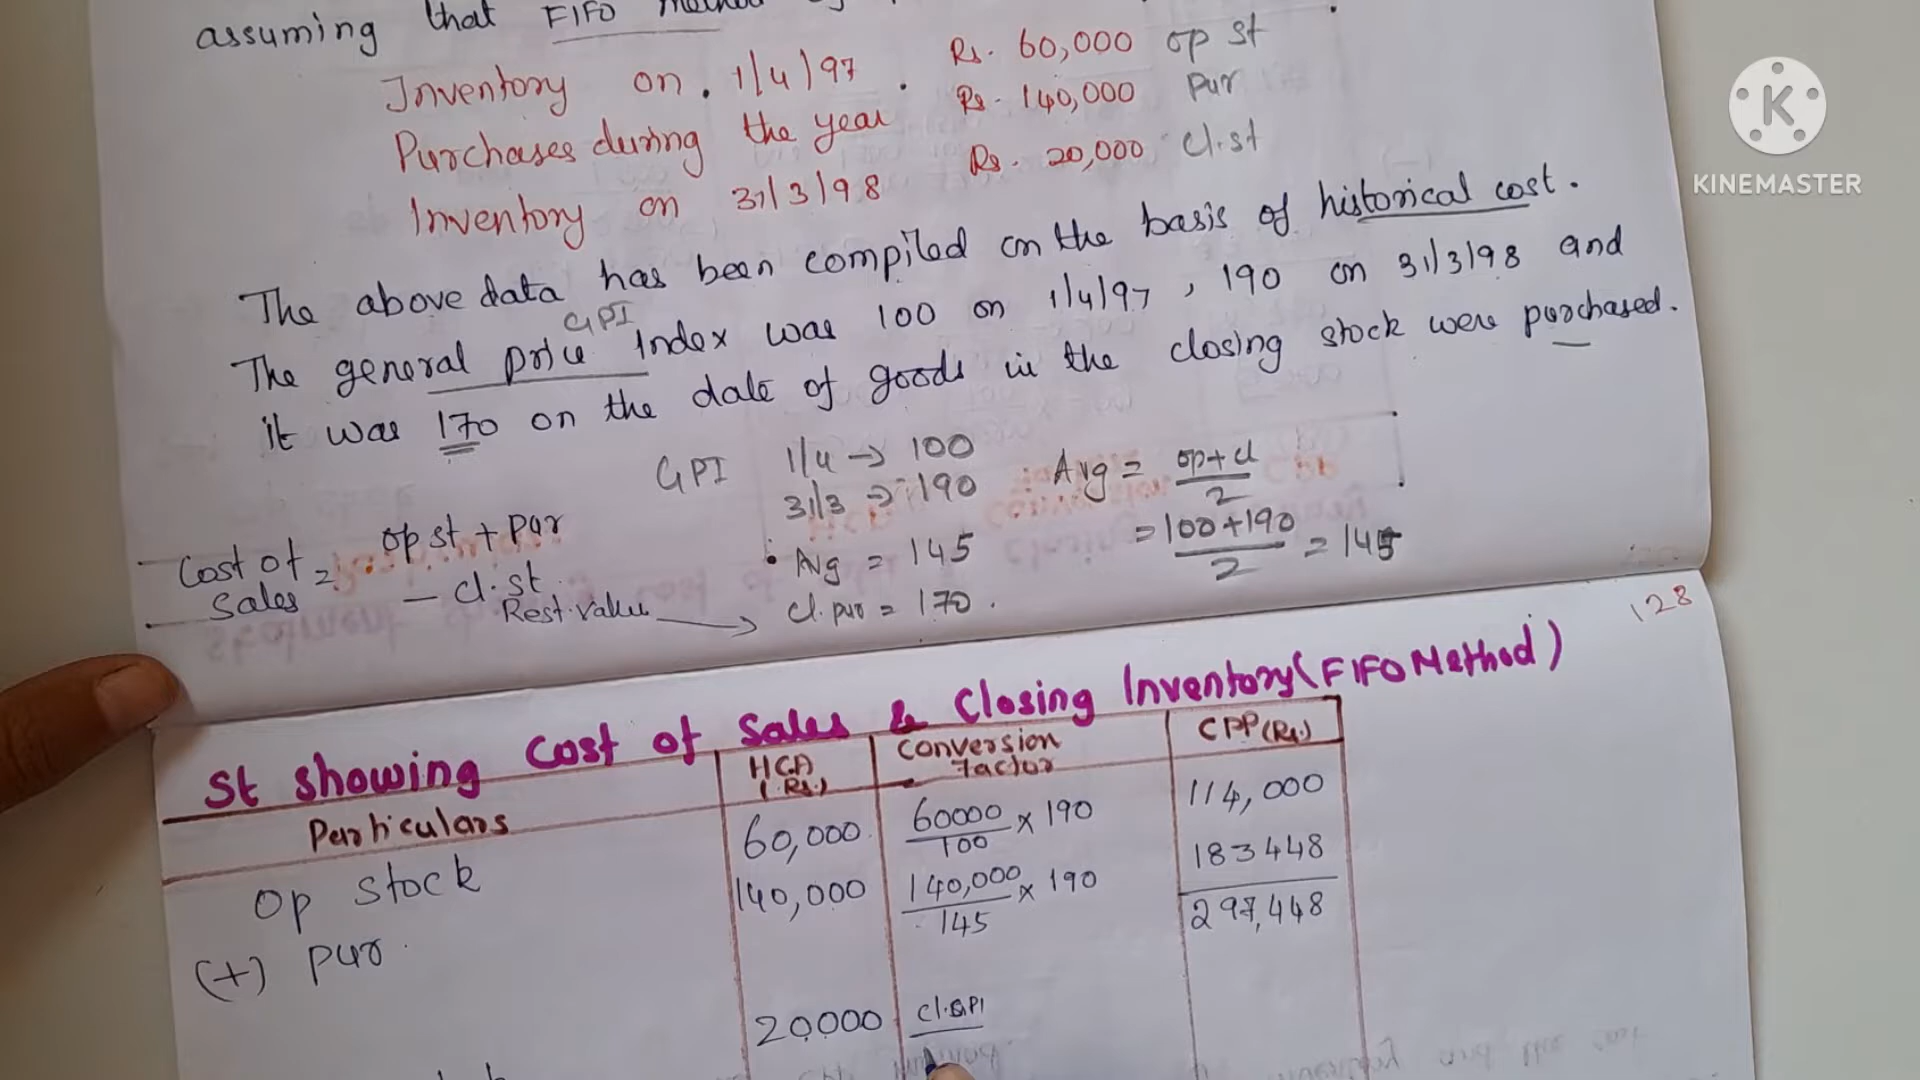 assuming that FIFO
Inventory on 1/4/97 . Rs. 60,000 op st
Purchases during the year Rs. 140,000 Pur
Inventory on 31/3/98 Rs. 20,000 cl.st
The above data has been compiled on the basis of historical cost.
GPI
The general price Index was 100 on 1/4/97, 190 on 31/3/98 and
it was 170 on the date of goods in the closing stock were purchased.
GPI 1/4 → 100
31/3 → 190
Avg = 145
cl. pur = 170.
Avg = op + cl / 2
= 100 + 190 / 2 = 145
Cost of Sales = op st + Pur
- cl.st
Rest. value →
128
St showing Cost of Sales & Closing Inventory (FIFO Method)
Particulars HCA (Rs.) Conversion factor CPP (Rs.)
Op stock 60,000 60000/100 × 190 114,000
(+) Pur 140,000 140,000/145 × 190 183448
297,448
20000 cl.GPI
K
KINEMASTER